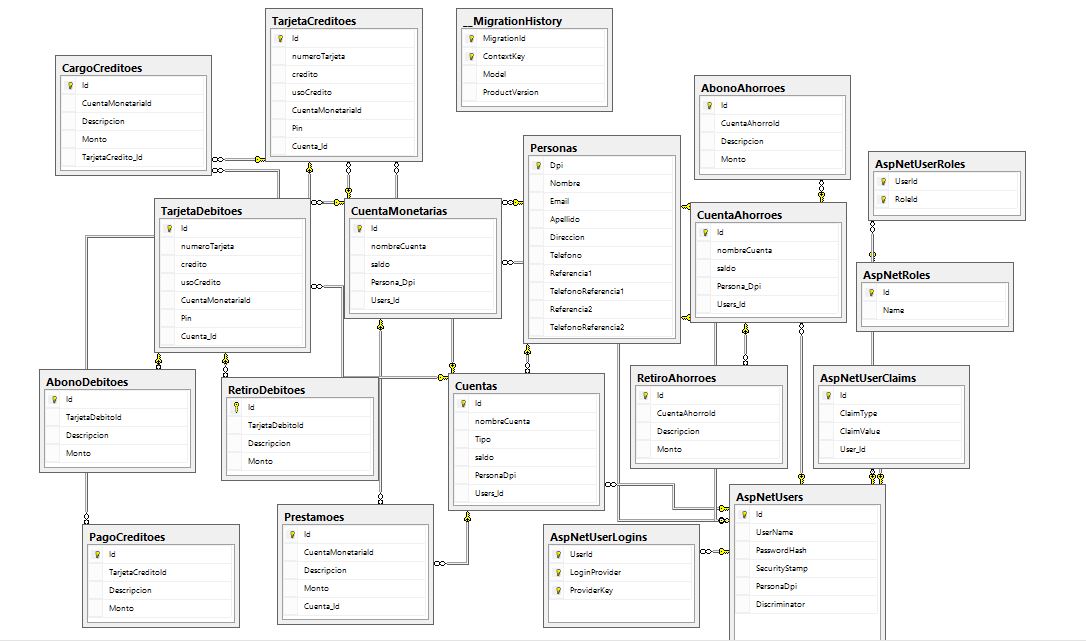 TarjetaCreditoes
Id
numeroTarjeta
credito
usoCredito
CuentaMonetariaId
Pin
Cuenta_Id
__MigrationHistory
MigrationId
ContextKey
Model
ProductVersion
CargoCreditoes
Id
CuentaMonetariaId
Descripcion
Monto
TarjetaCredito_Id
AbonoAhorroes
Id
CuentaAhorroId
Descripcion
Monto
Personas
Dpi
Nombre
Email
Apellido
Direccion
Telefono
Referencia1
TelefonoReferencia1
Referencia2
TelefonoReferencia2
AspNetUserRoles
UserId
RoleId
TarjetaDebitoes
Id
numeroTarjeta
credito
usoCredito
CuentaMonetariaId
Pin
Cuenta_Id
CuentaMonetarias
Id
nombreCuenta
saldo
Persona_Dpi
Users_Id
CuentaAhorroes
Id
nombreCuenta
saldo
Persona_Dpi
Users_Id
AspNetRoles
Id
Name
AbonoDebitoes
Id
TarjetaDebitoId
Descripcion
Monto
RetiroDebitoes
Id
TarjetaDebitoId
Descripcion
Monto
Cuentas
Id
nombreCuenta
Tipo
saldo
PersonaDpi
Users_Id
RetiroAhorroes
Id
CuentaAhorroId
Descripcion
Monto
AspNetUserClaims
Id
ClaimType
ClaimValue
User_Id
PagoCreditoes
Id
TarjetaCreditoId
Descripcion
Monto
Prestamoes
Id
CuentaMonetariaId
Descripcion
Monto
Cuenta_Id
AspNetUserLogins
UserId
LoginProvider
ProviderKey
AspNetUsers
Id
UserName
PasswordHash
SecurityStamp
PersonaDpi
Discriminator